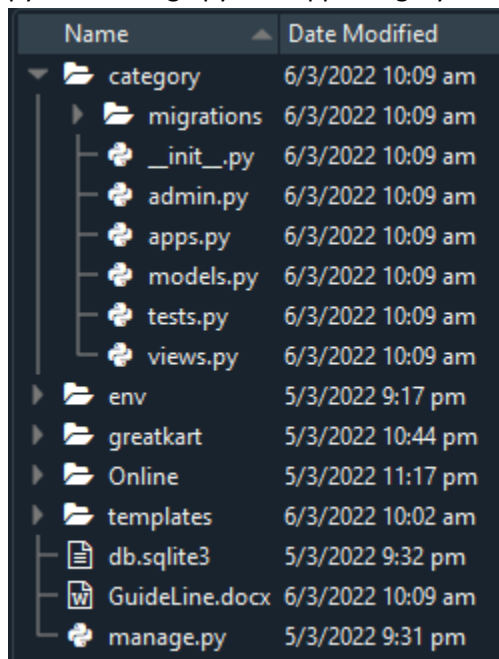 Name Date Modified
category 6/3/2022 10:09 am
migrations 6/3/2022 10:09 am
__init__.py 6/3/2022 10:09 am
admin.py 6/3/2022 10:09 am
apps.py 6/3/2022 10:09 am
models.py 6/3/2022 10:09 am
tests.py 6/3/2022 10:09 am
views.py 6/3/2022 10:09 am
env 5/3/2022 9:17 pm
greatkart 5/3/2022 10:44 pm
Online 5/3/2022 11:17 pm
templates 6/3/2022 10:02 am
db.sqlite3 5/3/2022 9:32 pm
GuideLine.docx 6/3/2022 10:09 am
manage.py 5/3/2022 9:31 pm